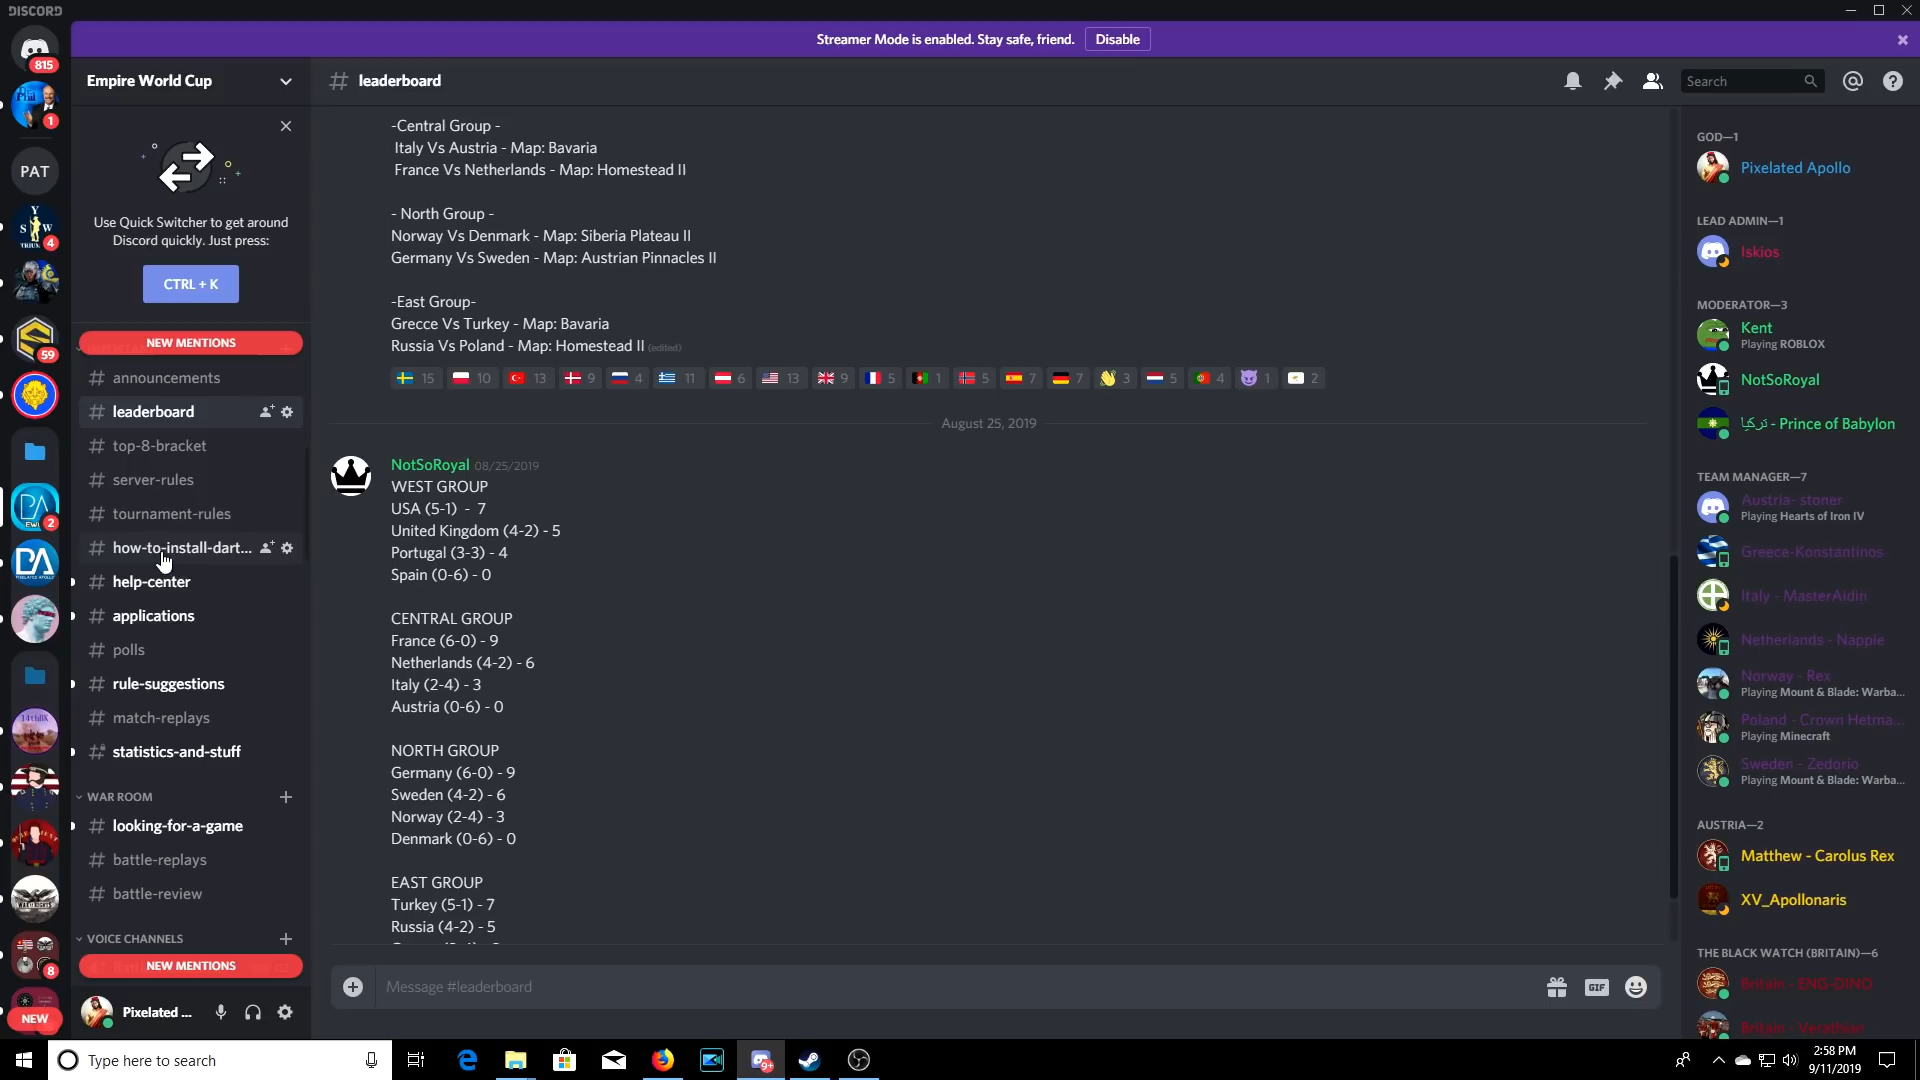 DISCORD
Streamer Mode is enabled. Stay safe, friend.
Disable
815
1
PAT
Y
S W
4
59
2
DA
8
NEW
Empire World Cup
Use Quick Switcher to get around
Discord quickly. Just press:
CTRL + K
NEW MENTIONS
announcements
leaderboard
top-8-bracket
server-rules
tournament-rules
how-to-install-dart...
help-center
applications
polls
rule-suggestions
match-replays
statistics-and-stuff
WAR ROOM
looking-for-a-game
battle-replays
battle-review
VOICE CHANNELS
NEW MENTIONS
Pixelated ...
# leaderboard
Search
-Central Group -
Italy Vs Austria - Map: Bavaria
France Vs Netherlands - Map: Homestead II
- North Group -
Norway Vs Denmark - Map: Siberia Plateau II
Germany Vs Sweden - Map: Austrian Pinnacles II
-East Group-
Grecce Vs Turkey - Map: Bavaria
Russia Vs Poland - Map: Homestead II (edited)
15 10 13 9 4 11 6 13 9 5 1 5 7 7 3 5 4 1 2
August 25, 2019
NotSoRoyal 08/25/2019
WEST GROUP
USA (5-1) - 7
United Kingdom (4-2) - 5
Portugal (3-3) - 4
Spain (0-6) - 0
CENTRAL GROUP
France (6-0) - 9
Netherlands (4-2) - 6
Italy (2-4) - 3
Austria (0-6) - 0
NORTH GROUP
Germany (6-0) - 9
Sweden (4-2) - 6
Norway (2-4) - 3
Denmark (0-6) - 0
EAST GROUP
Turkey (5-1) - 7
Russia (4-2) - 5
Message #leaderboard
GIF
GOD—1
Pixelated Apollo
LEAD ADMIN—1
Iskios
MODERATOR—3
Kent
Playing ROBLOX
NotSoRoyal
تركيا - Prince of Babylon
TEAM MANAGER—7
Austria- stoner
Playing Hearts of Iron IV
Greece-Konstantinos
Italy - MasterAidin
Netherlands - Nappie
Norway - Rex
Playing Mount & Blade: Warba...
Poland - Crown Hetma...
Playing Minecraft
Sweden - Zedorio
Playing Mount & Blade: Warba...
AUSTRIA—2
Matthew - Carolus Rex
XV_Apollonaris
THE BLACK WATCH (BRITAIN)—6
Britain - ENG-DINO
Britain - Verathian
Type here to search
9+
2:58 PM
9/11/2019